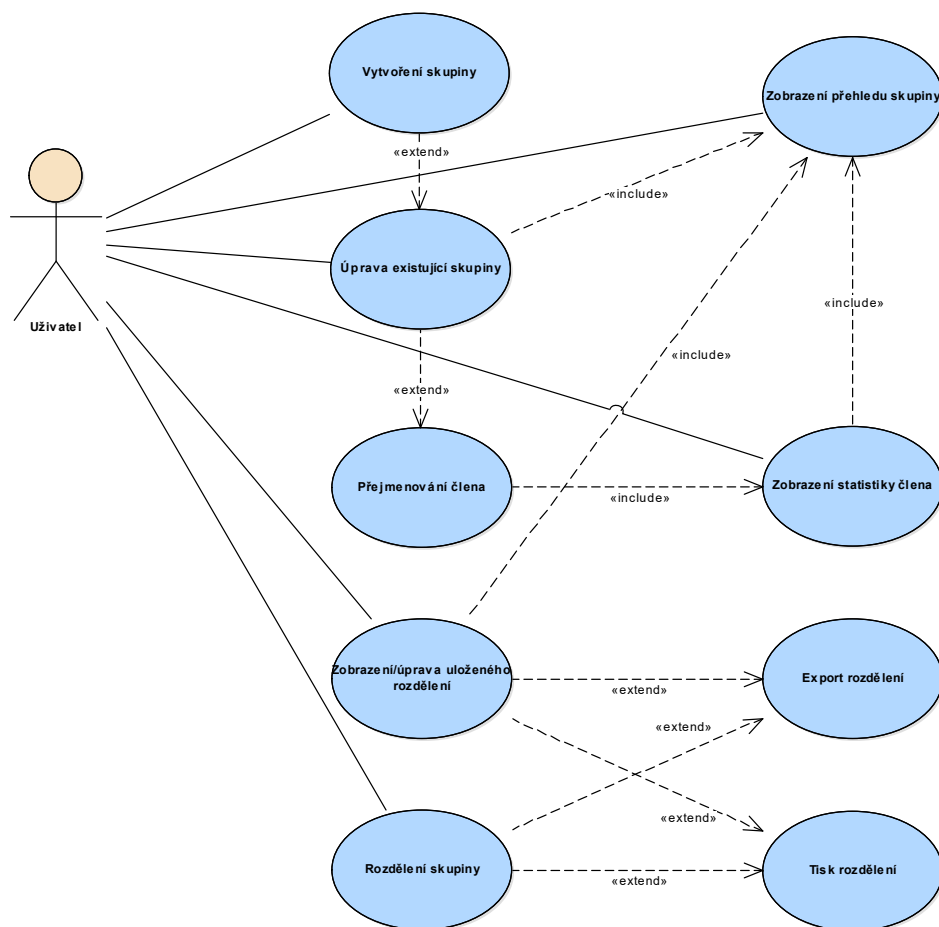 Vytvoření skupiny
Zobrazení přehledu skupiny
«extend»
«include»
Úprava existující skupiny
Uživatel
«include»
«include»
«extend»
Přejmenování člena
«include»
Zobrazení statistiky člena
Zobrazení/úprava uloženého
rozdělení
«extend»
Export rozdělení
«extend»
«extend»
Rozdělení skupiny
«extend»
Tisk rozdělení